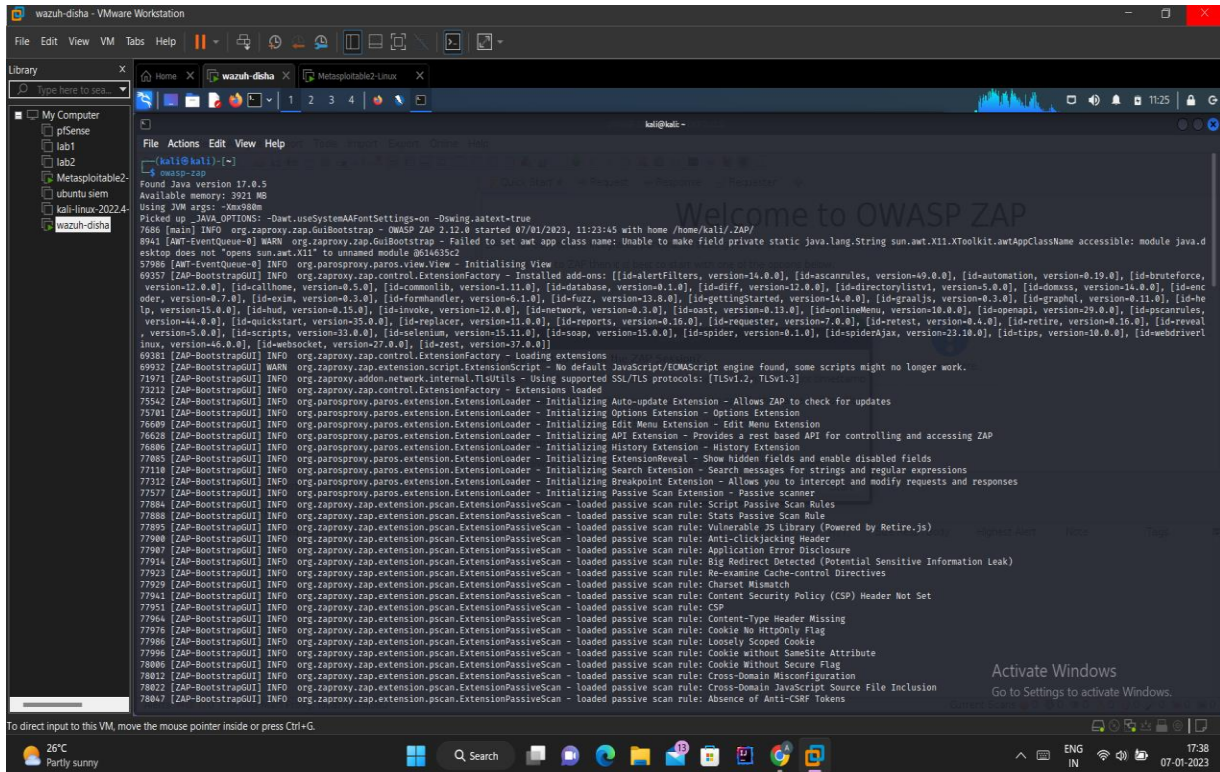 wazuh-disha - VMware Workstation
File Edit View VM Tabs Help
Library X
Type here to sea...
My Computer
pfSense
lab1
lab2
Metasploitable2-
ubuntu siem
kali-linux-2022.4-
wazuh-disha
Home X wazuh-disha X Metasploitable2-Linux X
1 2 3 4 11:25
kali@kali: ~
File Actions Edit View Help
(kali㉿kali)-[~]
$ owasp-zap
Found Java version 17.0.5
Available memory: 3921 MB
Using JVM args: -Xmx980m
Picked up _JAVA_OPTIONS: -Dawt.useSystemAAFontSettings=on -Dswing.aatext=true
7686 [main] INFO org.zaproxy.zap.GuiBootstrap - OWASP ZAP 2.12.0 started 07/01/2023, 11:23:45 with home /home/kali/.ZAP/
8941 [AWT-EventQueue-0] WARN org.zaproxy.zap.GuiBootstrap - Failed to set awt app class name: Unable to make field private static java.lang.String sun.awt.X11.XToolkit.awtAppClassName accessible: module java.d
esktop does not "opens sun.awt.X11" to unnamed module @614635c2
57986 [AWT-EventQueue-0] INFO org.parosproxy.paros.view.View - Initialising View
69357 [ZAP-BootstrapGUI] INFO org.zaproxy.zap.control.ExtensionFactory - Installed add-ons: [[id=alertFilters, version=14.0.0], [id=ascanrules, version=49.0.0], [id=automation, version=0.19.0], [id=bruteforce,
version=12.0.0], [id=callhome, version=0.5.0], [id=commonlib, version=1.11.0], [id=database, version=0.1.0], [id=diff, version=12.0.0], [id=directorylistv1, version=5.0.0], [id=domxss, version=14.0.0], [id=enc
oder, version=0.7.0], [id=exim, version=0.3.0], [id=formhandler, version=6.1.0], [id=fuzz, version=13.8.0], [id=gettingStarted, version=14.0.0], [id=graaljs, version=0.3.0], [id=graphql, version=0.11.0], [id=he
lp, version=15.0.0], [id=hud, version=0.15.0], [id=invoke, version=12.0.0], [id=network, version=0.3.0], [id=oast, version=0.13.0], [id=onlineMenu, version=10.0.0], [id=openapi, version=29.0.0], [id=pscanrules,
version=44.0.0], [id=quickstart, version=35.0.0], [id=replacer, version=11.0.0], [id=reports, version=0.16.0], [id=requester, version=7.0.0], [id=retest, version=0.4.0], [id=retire, version=0.16.0], [id=reveal
, version=5.0.0], [id=scripts, version=33.0.0], [id=selenium, version=15.11.0], [id=soap, version=15.0.0], [id=spider, version=0.1.0], [id=spiderAjax, version=23.10.0], [id=tips, version=10.0.0], [id=webdriverl
inux, version=46.0.0], [id=websocket, version=27.0.0], [id=zest, version=37.0.0]]
69381 [ZAP-BootstrapGUI] INFO org.zaproxy.zap.control.ExtensionFactory - Loading extensions
69932 [ZAP-BootstrapGUI] WARN org.zaproxy.zap.extension.script.ExtensionScript - No default JavaScript/ECMAScript engine found, some scripts might no longer work.
71971 [ZAP-BootstrapGUI] INFO org.zaproxy.addon.network.internal.TlsUtils - Using supported SSL/TLS protocols: [TLSv1.2, TLSv1.3]
73212 [ZAP-BootstrapGUI] INFO org.zaproxy.zap.control.ExtensionFactory - Extensions loaded
75542 [ZAP-BootstrapGUI] INFO org.parosproxy.paros.extension.ExtensionLoader - Initializing Auto-update Extension - Allows ZAP to check for updates
75701 [ZAP-BootstrapGUI] INFO org.parosproxy.paros.extension.ExtensionLoader - Initializing Options Extension - Options Extension
76609 [ZAP-BootstrapGUI] INFO org.parosproxy.paros.extension.ExtensionLoader - Initializing Edit Menu Extension - Edit Menu Extension
76628 [ZAP-BootstrapGUI] INFO org.parosproxy.paros.extension.ExtensionLoader - Initializing API Extension - Provides a rest based API for controlling and accessing ZAP
76806 [ZAP-BootstrapGUI] INFO org.parosproxy.paros.extension.ExtensionLoader - Initializing History Extension - History Extension
77085 [ZAP-BootstrapGUI] INFO org.parosproxy.paros.extension.ExtensionLoader - Initializing ExtensionReveal - Show hidden fields and enable disabled fields
77110 [ZAP-BootstrapGUI] INFO org.parosproxy.paros.extension.ExtensionLoader - Initializing Search Extension - Search messages for strings and regular expressions
77312 [ZAP-BootstrapGUI] INFO org.parosproxy.paros.extension.ExtensionLoader - Initializing Breakpoint Extension - Allows you to intercept and modify requests and responses
77577 [ZAP-BootstrapGUI] INFO org.parosproxy.paros.extension.ExtensionLoader - Initializing Passive Scan Extension - Passive scanner
77884 [ZAP-BootstrapGUI] INFO org.zaproxy.zap.extension.pscan.ExtensionPassiveScan - loaded passive scan rule: Script Passive Scan Rules
77888 [ZAP-BootstrapGUI] INFO org.zaproxy.zap.extension.pscan.ExtensionPassiveScan - loaded passive scan rule: Stats Passive Scan Rule
77895 [ZAP-BootstrapGUI] INFO org.zaproxy.zap.extension.pscan.ExtensionPassiveScan - loaded passive scan rule: Vulnerable JS Library (Powered by Retire.js)
77900 [ZAP-BootstrapGUI] INFO org.zaproxy.zap.extension.pscan.ExtensionPassiveScan - loaded passive scan rule: Anti-clickjacking Header
77907 [ZAP-BootstrapGUI] INFO org.zaproxy.zap.extension.pscan.ExtensionPassiveScan - loaded passive scan rule: Application Error Disclosure
77914 [ZAP-BootstrapGUI] INFO org.zaproxy.zap.extension.pscan.ExtensionPassiveScan - loaded passive scan rule: Big Redirect Detected (Potential Sensitive Information Leak)
77923 [ZAP-BootstrapGUI] INFO org.zaproxy.zap.extension.pscan.ExtensionPassiveScan - loaded passive scan rule: Re-examine Cache-control Directives
77929 [ZAP-BootstrapGUI] INFO org.zaproxy.zap.extension.pscan.ExtensionPassiveScan - loaded passive scan rule: Charset Mismatch
77941 [ZAP-BootstrapGUI] INFO org.zaproxy.zap.extension.pscan.ExtensionPassiveScan - loaded passive scan rule: Content Security Policy (CSP) Header Not Set
77951 [ZAP-BootstrapGUI] INFO org.zaproxy.zap.extension.pscan.ExtensionPassiveScan - loaded passive scan rule: CSP
77964 [ZAP-BootstrapGUI] INFO org.zaproxy.zap.extension.pscan.ExtensionPassiveScan - loaded passive scan rule: Content-Type Header Missing
77976 [ZAP-BootstrapGUI] INFO org.zaproxy.zap.extension.pscan.ExtensionPassiveScan - loaded passive scan rule: Cookie No HttpOnly Flag
77986 [ZAP-BootstrapGUI] INFO org.zaproxy.zap.extension.pscan.ExtensionPassiveScan - loaded passive scan rule: Loosely Scoped Cookie
77996 [ZAP-BootstrapGUI] INFO org.zaproxy.zap.extension.pscan.ExtensionPassiveScan - loaded passive scan rule: Cookie without SameSite Attribute
78006 [ZAP-BootstrapGUI] INFO org.zaproxy.zap.extension.pscan.ExtensionPassiveScan - loaded passive scan rule: Cookie Without Secure Flag
78012 [ZAP-BootstrapGUI] INFO org.zaproxy.zap.extension.pscan.ExtensionPassiveScan - loaded passive scan rule: Cross-Domain Misconfiguration
78022 [ZAP-BootstrapGUI] INFO org.zaproxy.zap.extension.pscan.ExtensionPassiveScan - loaded passive scan rule: Cross-Domain JavaScript Source File Inclusion
78047 [ZAP-BootstrapGUI] INFO org.zaproxy.zap.extension.pscan.ExtensionPassiveScan - loaded passive scan rule: Absence of Anti-CSRF Tokens
Welcome to OWASP ZAP
Activate Windows
Go to Settings to activate Windows.
To direct input to this VM, move the mouse pointer inside or press Ctrl+G.
26°C
Partly sunny
Search
13
ENG
IN
17:38
07-01-2023